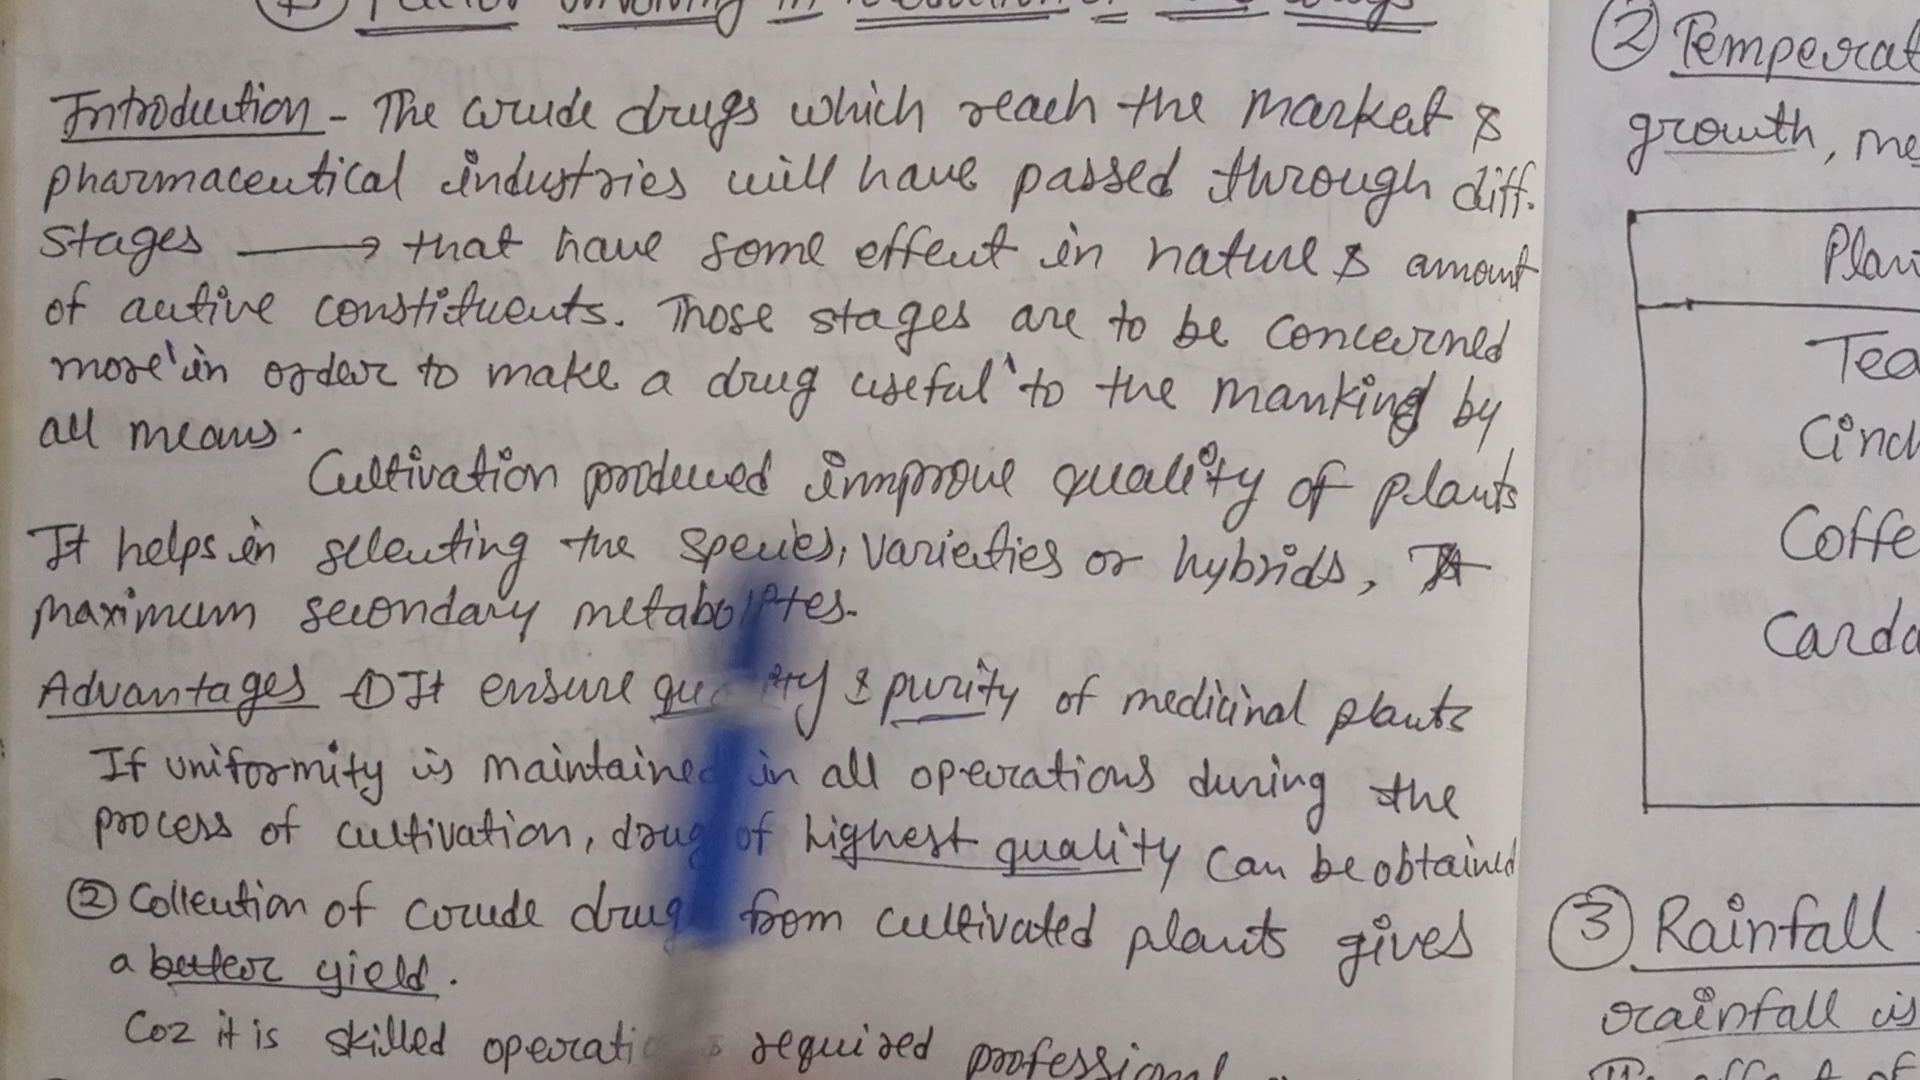 Introduction - The crude drugs which reach the market &
pharmaceutical industries will have passed through diff.
stages → that have some effect in nature & amount
of active constituents. Those stages are to be concerned
more in order to make a drug useful to the mankind by
all means.
Cultivation produced improve quality of plants
It helps in selecting the species, varieties or hybrids,
maximum secondary metabolites.
Advantages ① It ensure quality & purity of medicinal plants
If uniformity is maintained in all operations during the
process of cultivation, drug of highest quality can be obtained
② Collection of crude drug from cultivated plants gives
a better yield.
Coz it is skilled operations required professional
② Temperat
growth, me
Plan
Tea
Cinch
Coffe
Carda
③ Rainfall -
rainfall is